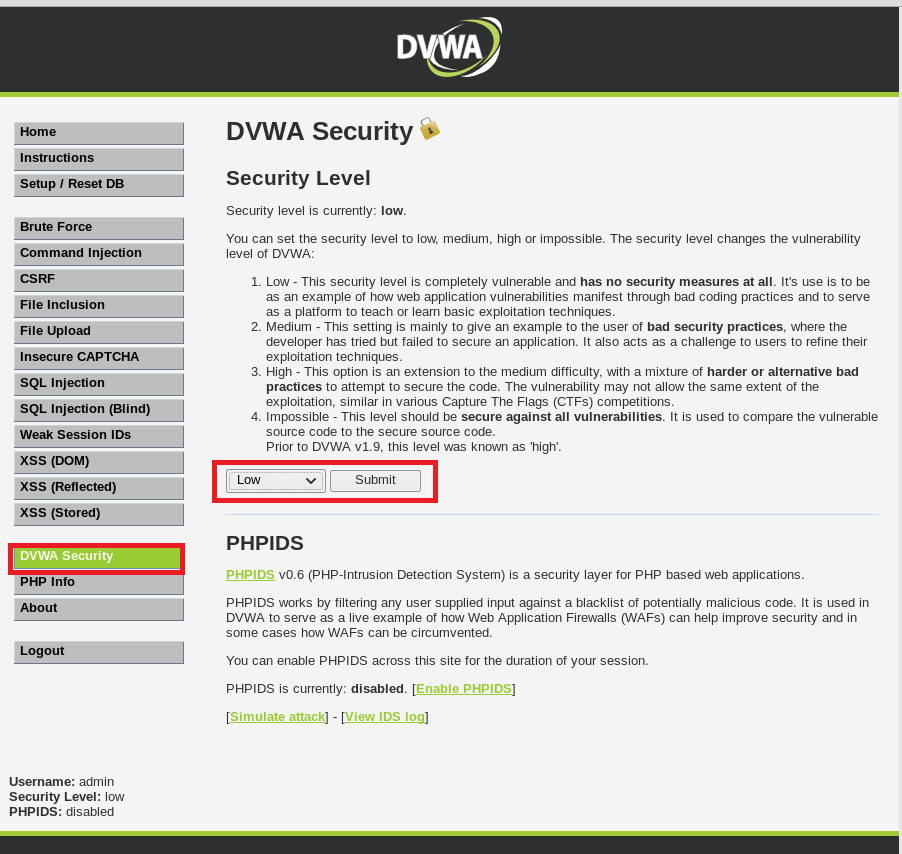 DVWA
Home
Instructions
Setup / Reset DB
Brute Force
Command Injection
CSRF
File Inclusion
File Upload
Insecure CAPTCHA
SQL Injection
SQL Injection (Blind)
Weak Session IDs
XSS (DOM)
XSS (Reflected)
XSS (Stored)
DVWA Security
PHP Info
About
Logout
DVWA Security
Security Level
Security level is currently: low.
You can set the security level to low, medium, high or impossible. The security level changes the vulnerability
level of DVWA:
1. Low - This security level is completely vulnerable and has no security measures at all. It's use is to be
as an example of how web application vulnerabilities manifest through bad coding practices and to serve
as a platform to teach or learn basic exploitation techniques.
2. Medium - This setting is mainly to give an example to the user of bad security practices, where the
developer has tried but failed to secure an application. It also acts as a challenge to users to refine their
exploitation techniques.
3. High - This option is an extension to the medium difficulty, with a mixture of harder or alternative bad
practices to attempt to secure the code. The vulnerability may not allow the same extent of the
exploitation, similar in various Capture The Flags (CTFs) competitions.
4. Impossible - This level should be secure against all vulnerabilities. It is used to compare the vulnerable
source code to the secure source code.
Prior to DVWA v1.9, this level was known as 'high'.
Low Submit
PHPIDS
PHPIDS v0.6 (PHP-Intrusion Detection System) is a security layer for PHP based web applications.
PHPIDS works by filtering any user supplied input against a blacklist of potentially malicious code. It is used in
DVWA to serve as a live example of how Web Application Firewalls (WAFs) can help improve security and in
some cases how WAFs can be circumvented.
You can enable PHPIDS across this site for the duration of your session.
PHPIDS is currently: disabled. [Enable PHPIDS]
[Simulate attack] - [View IDS log]
Username: admin
Security Level: low
PHPIDS: disabled